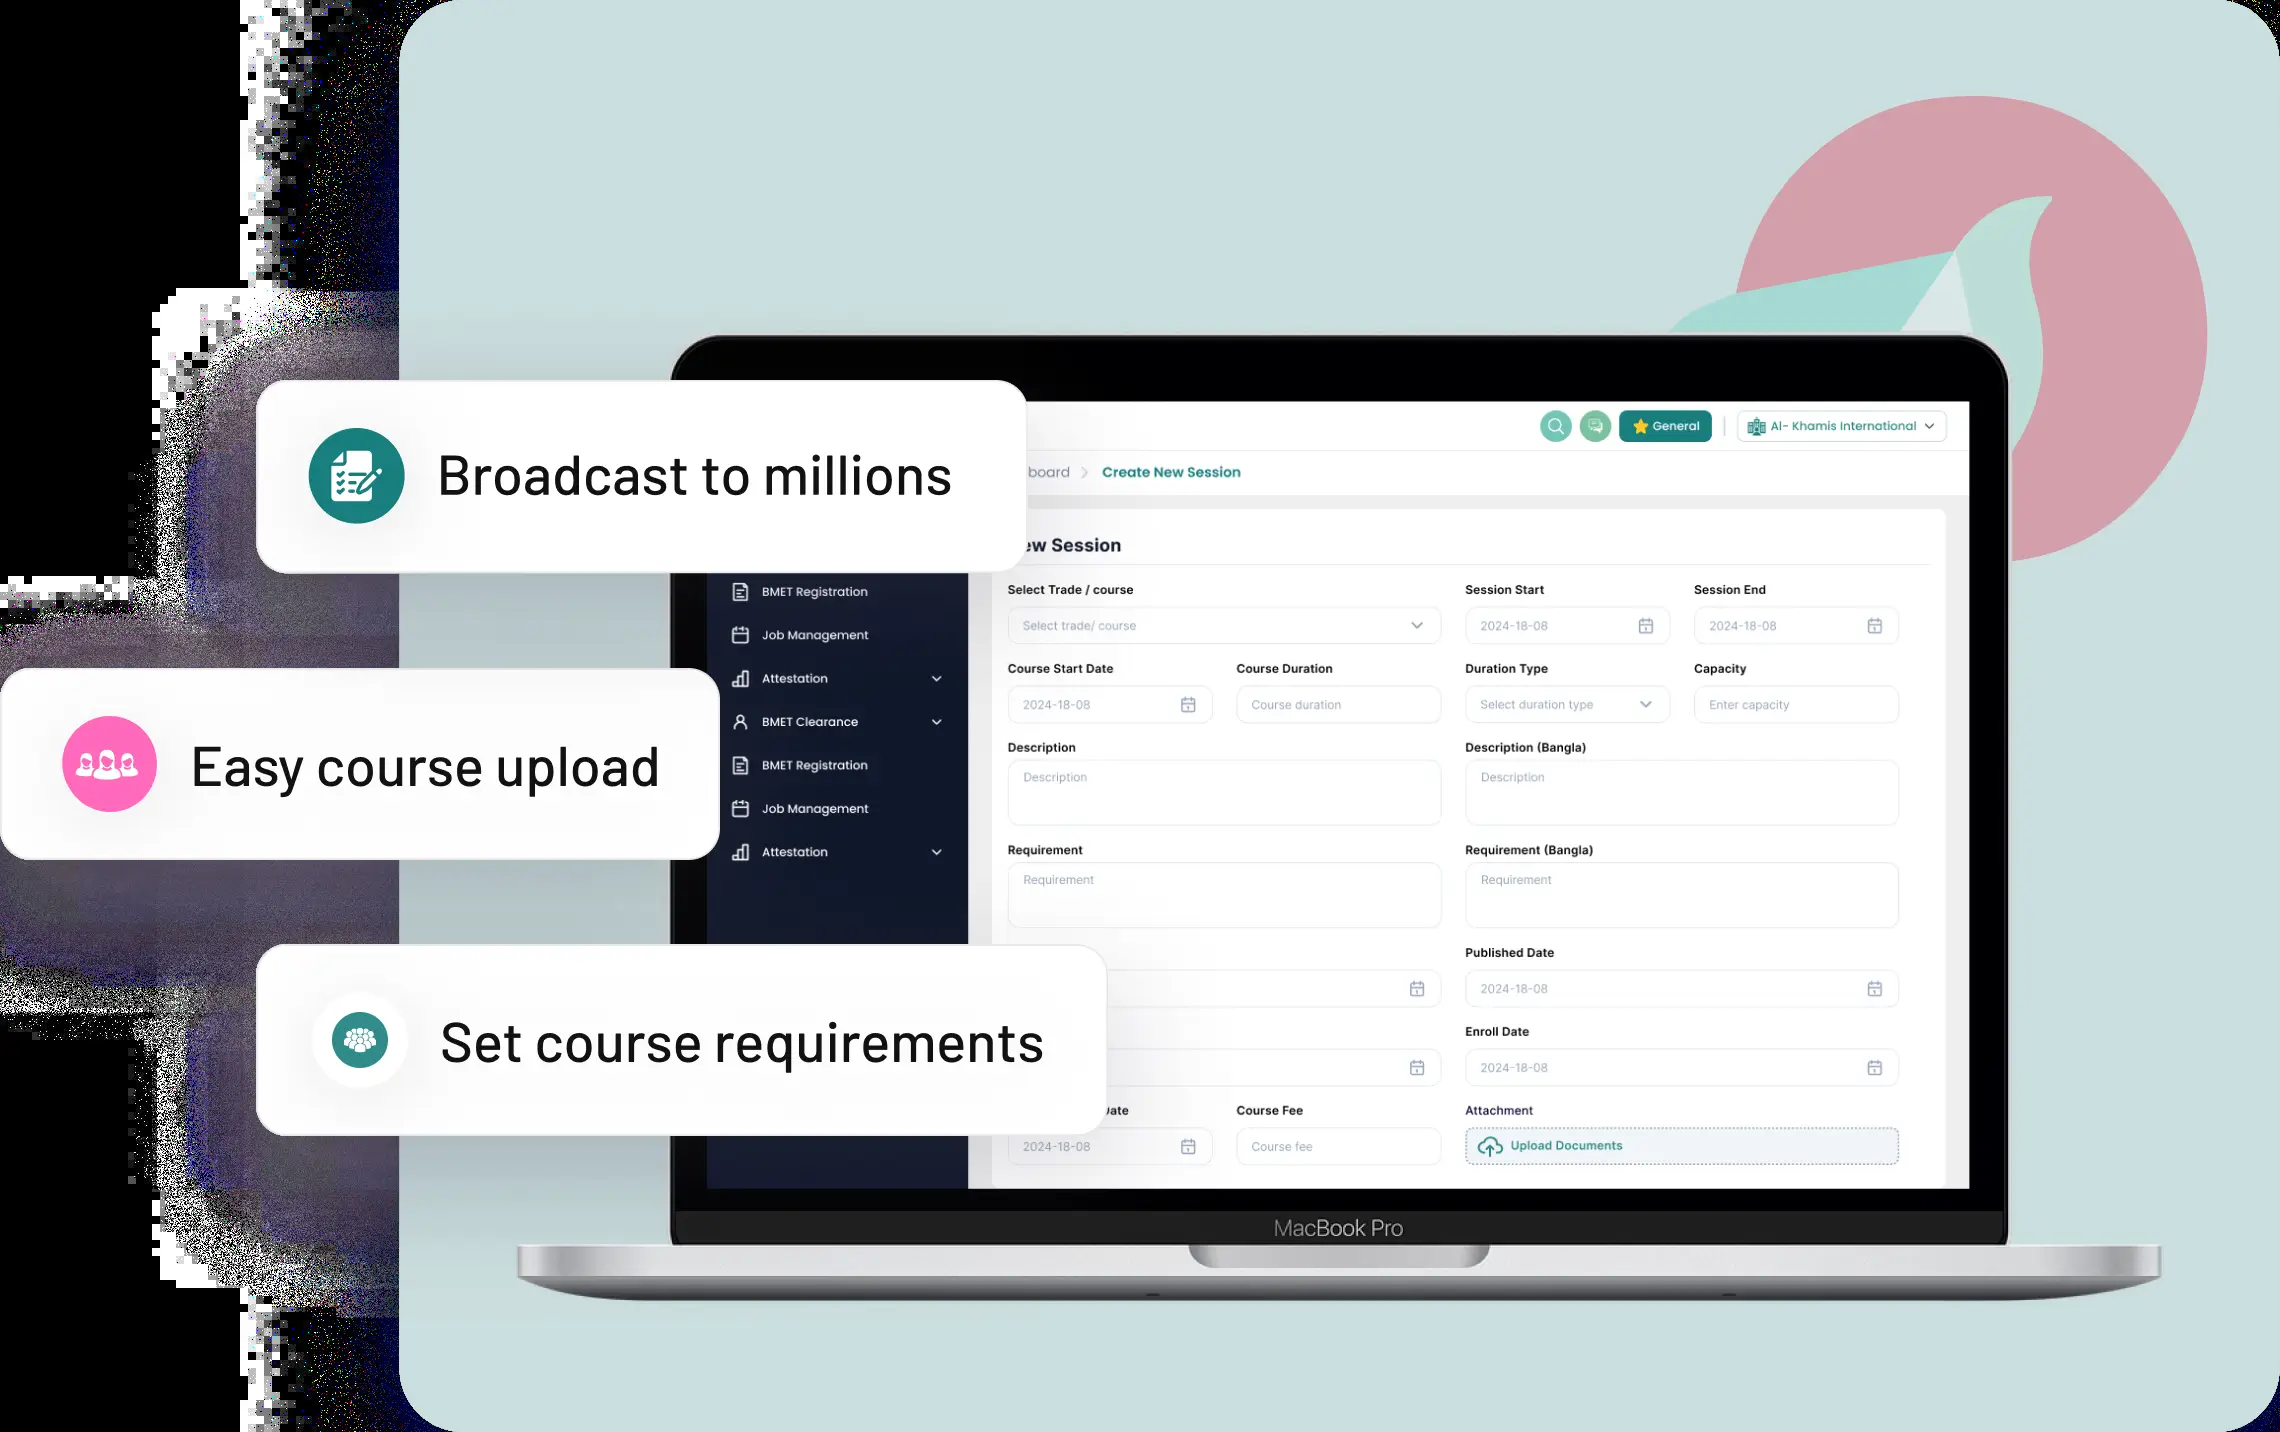 Broadcast to millions
Easy course upload
Set course requirements
General
Al- Khamis International
board > Create New Session
ew Session
BMET Registration
Job Management
Attestation
BMET Clearance
BMET Registration
Job Management
Attestation
Select Trade / course
Select trade/ course
Session Start
2024-18-08
Session End
2024-18-08
Course Start Date
2024-18-08
Course Duration
Course duration
Duration Type
Select duration type
Capacity
Enter capacity
Description
Description
Description (Bangla)
Description
Requirement
Requirement
Requirement (Bangla)
Requirement
Published Date
2024-18-08
Enroll Date
2024-18-08
Date
2024-18-08
Course Fee
Course fee
Attachment
Upload Documents
MacBook Pro